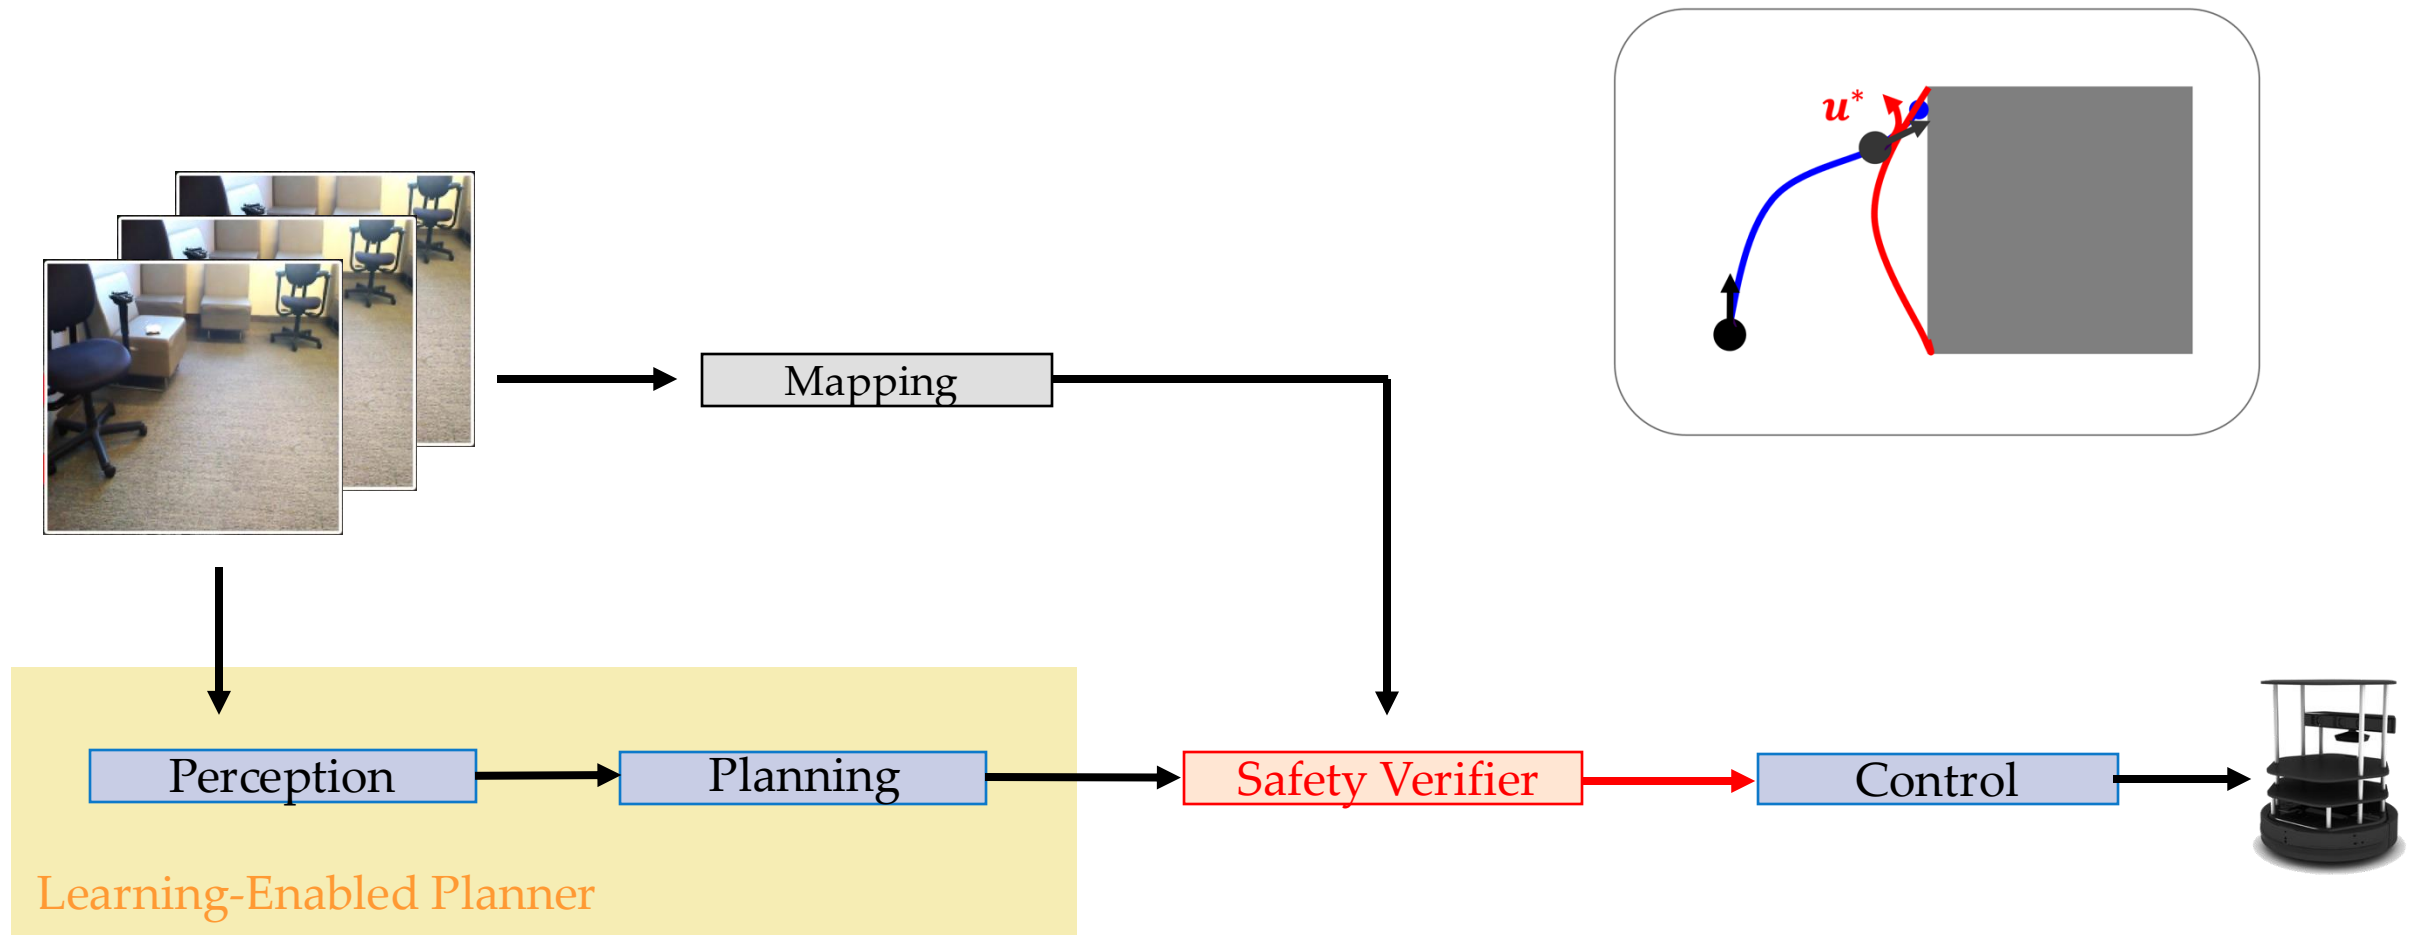 u*
Mapping
Perception
Planning
Safety Verifier
Control
Learning-Enabled Planner